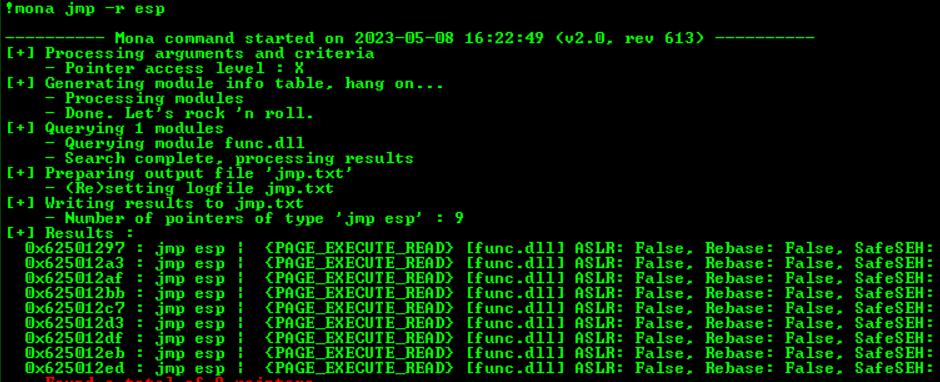 !mona jmp -r esp
---------- Mona command started on 2023-05-08 16:22:49 (v2.0, rev 613) ----------
[+] Processing arguments and criteria
    - Pointer access level : X
[+] Generating module info table, hang on...
    - Processing modules
    - Done. Let's rock 'n roll.
[+] Querying 1 modules
    - Querying module func.dll
    - Search complete, processing results
[+] Preparing output file 'jmp.txt'
    - (Re)setting logfile jmp.txt
[+] Writing results to jmp.txt
    - Number of pointers of type 'jmp esp' : 9
[+] Results :
  0x62501297 : jmp esp |  {PAGE_EXECUTE_READ} [func.dll] ASLR: False, Rebase: False, SafeSEH:
  0x625012a3 : jmp esp |  {PAGE_EXECUTE_READ} [func.dll] ASLR: False, Rebase: False, SafeSEH:
  0x625012af : jmp esp |  {PAGE_EXECUTE_READ} [func.dll] ASLR: False, Rebase: False, SafeSEH:
  0x625012bb : jmp esp |  {PAGE_EXECUTE_READ} [func.dll] ASLR: False, Rebase: False, SafeSEH:
  0x625012c7 : jmp esp |  {PAGE_EXECUTE_READ} [func.dll] ASLR: False, Rebase: False, SafeSEH:
  0x625012d3 : jmp esp |  {PAGE_EXECUTE_READ} [func.dll] ASLR: False, Rebase: False, SafeSEH:
  0x625012df : jmp esp |  {PAGE_EXECUTE_READ} [func.dll] ASLR: False, Rebase: False, SafeSEH:
  0x625012eb : jmp esp |  {PAGE_EXECUTE_READ} [func.dll] ASLR: False, Rebase: False, SafeSEH:
  0x625012ed : jmp esp |  {PAGE_EXECUTE_READ} [func.dll] ASLR: False, Rebase: False, SafeSEH:
    Found a total of 9 pointers